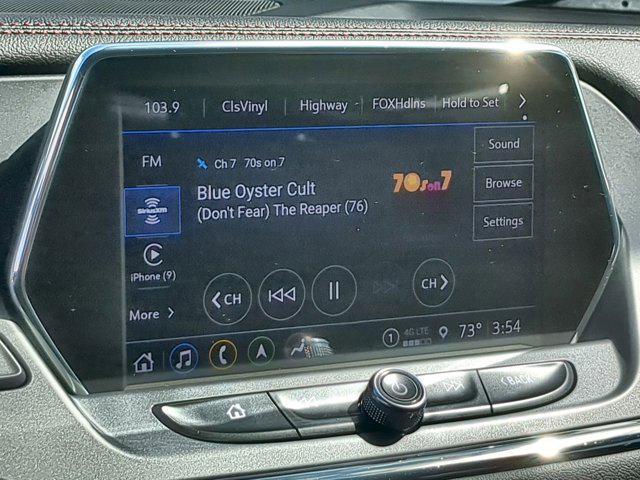 103.9 ClsVinyl Highway FOXHdlns Hold to Set
FM
Ch 7 70s on 7
Sound
SiriusXM
Blue Oyster Cult
70s on 7
Browse
(Don't Fear) The Reaper (76)
Settings
iPhone (9)
CH
CH
More
1 4G LTE 73° 3:54
BACK